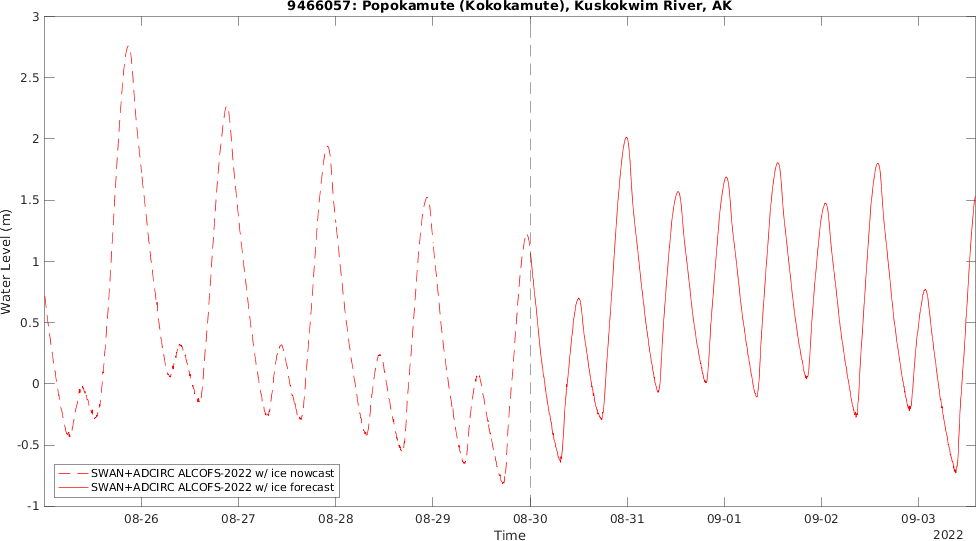 9466057: Popokamute (Kokokamute), Kuskokwim River, AK
3
2.5
2
1.5
1
0.5
0
-0.5
-1
Water Level (m)
SWAN+ADCIRC ALCOFS-2022 w/ ice nowcast
SWAN+ADCIRC ALCOFS-2022 w/ ice forecast
08-26 08-27 08-28 08-29 08-30 08-31 09-01 09-02 09-03
Time
2022